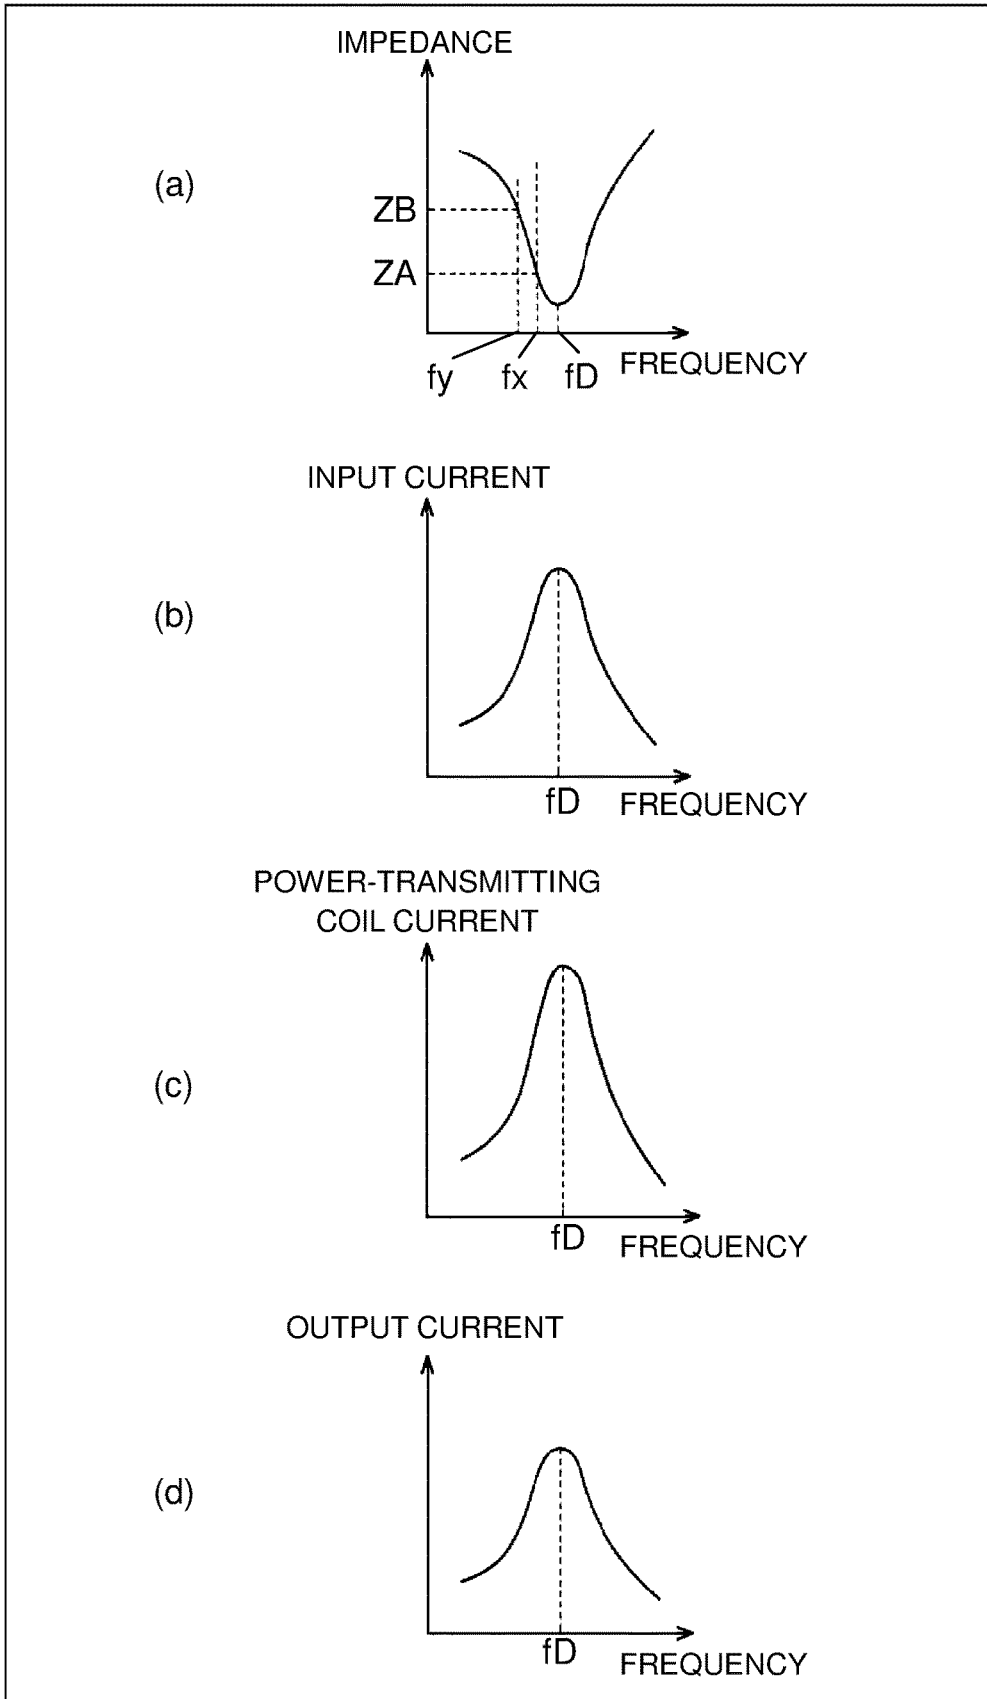 IMPEDANCE
(a)
ZB
ZA
fy fx fD FREQUENCY
INPUT CURRENT
(b)
fD FREQUENCY
POWER-TRANSMITTING
COIL CURRENT
(c)
fD FREQUENCY
OUTPUT CURRENT
(d)
fD FREQUENCY